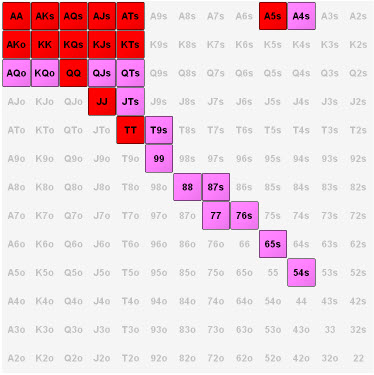 AA AKs AQs AJs ATs A9s A8s A7s A6s A5s A4s A3s A2s
AKo KK KQs KJs KTs K9s K8s K7s K6s K5s K4s K3s K2s
AQo KQo QQ QJs QTs Q9s Q8s Q7s Q6s Q5s Q4s Q3s Q2s
AJo KJo QJo JJ JTs J9s J8s J7s J6s J5s J4s J3s J2s
ATo KTo QTo JTo TT T9s T8s T7s T6s T5s T4s T3s T2s
A9o K9o Q9o J9o T9o 99 98s 97s 96s 95s 94s 93s 92s
A8o K8o Q8o J8o T8o 98o 88 87s 86s 85s 84s 83s 82s
A7o K7o Q7o J7o T7o 97o 87o 77 76s 75s 74s 73s 72s
A6o K6o Q6o J6o T6o 96o 86o 76o 66 65s 64s 63s 62s
A5o K5o Q5o J5o T5o 95o 85o 75o 65o 55 54s 53s 52s
A4o K4o Q4o J4o T4o 94o 84o 74o 64o 54o 44 43s 42s
A3o K3o Q3o J3o T3o 93o 83o 73o 63o 53o 43o 33 32s
A2o K2o Q2o J2o T2o 92o 82o 72o 62o 52o 42o 32o 22